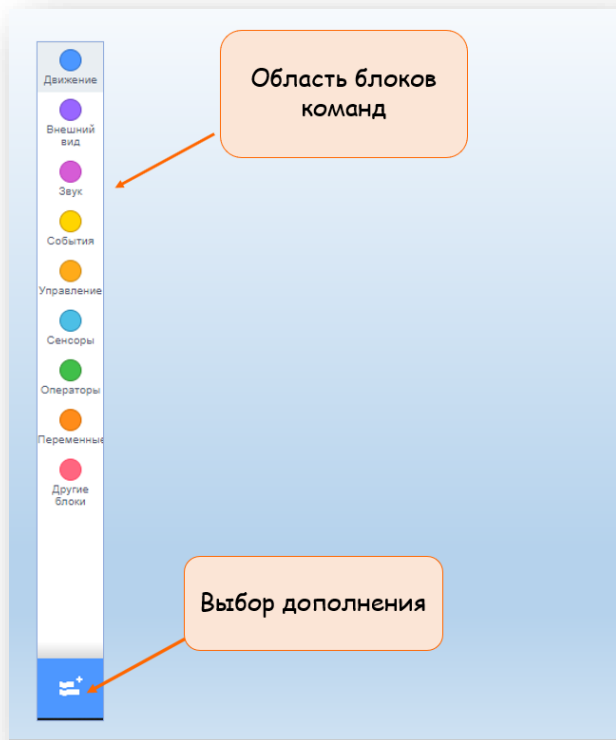 Движение
Внешний
вид
Звук
События
Управление
Сенсоры
Операторы
Переменные
Другие
блоки
Область блоков
команд
Выбор дополнения